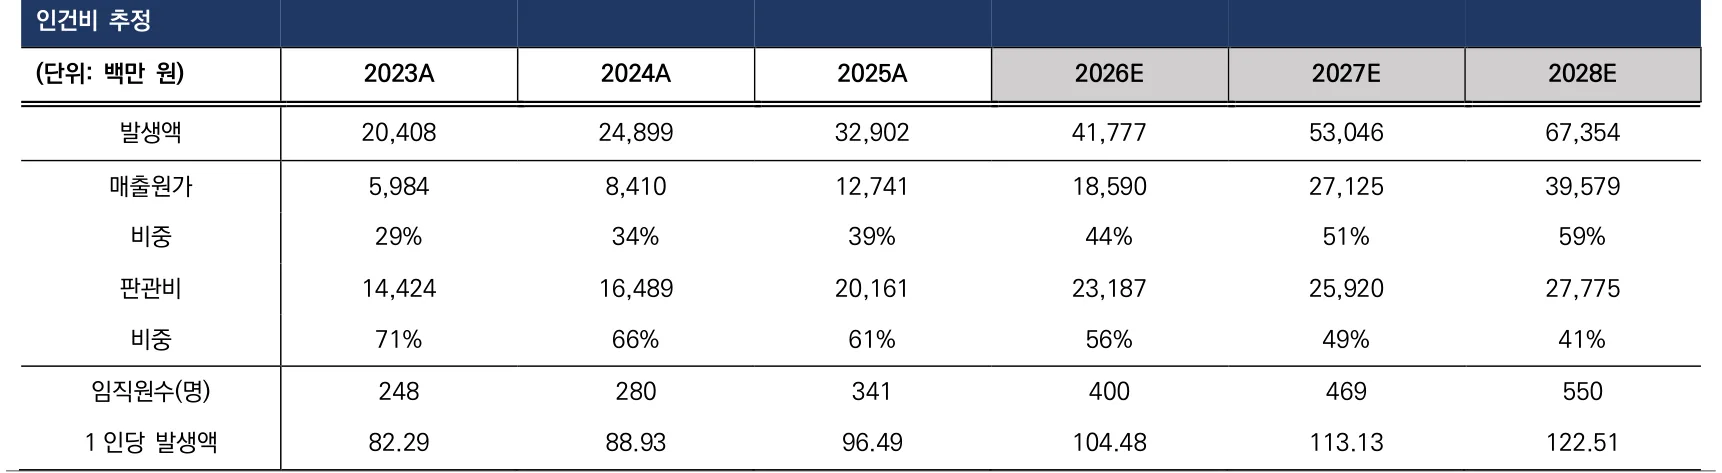 인건비 추정
(단위: 백만 원) 2023A 2024A 2025A 2026E 2027E 2028E
발생액 20,408 24,899 32,902 41,777 53,046 67,354
매출원가 5,984 8,410 12,741 18,590 27,125 39,579
비중 29% 34% 39% 44% 51% 59%
판관비 14,424 16,489 20,161 23,187 25,920 27,775
비중 71% 66% 61% 56% 49% 41%
임직원수(명) 248 280 341 400 469 550
1인당 발생액 82.29 88.93 96.49 104.48 113.13 122.51